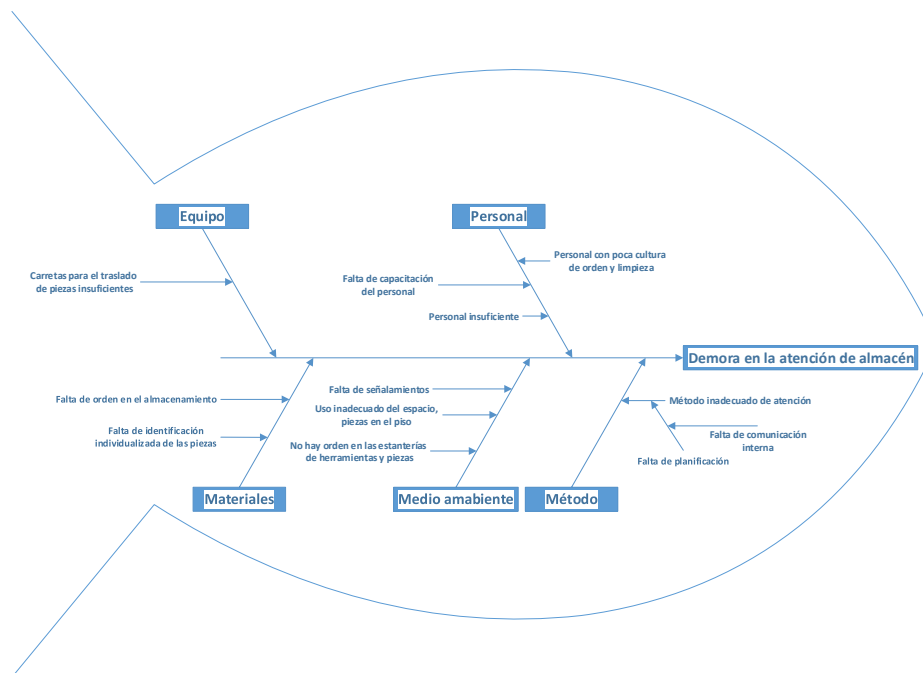 Equipo
Personal
Personal con poca cultura
de orden y limpieza
Carretas para el traslado
de piezas insuficientes
Falta de capacitación
del personal
Personal insuficiente
Demora en la atención de almacén
Falta de señalamientos
Falta de orden en el almacenamiento
Uso inadecuado del espacio,
piezas en el piso
Método inadecuado de atención
Falta de identificación
individualizada de las piezas
Falta de comunicación
interna
No hay orden en las estanterías
de herramientas y piezas
Falta de planificación
Materiales
Medio amabiente
Método